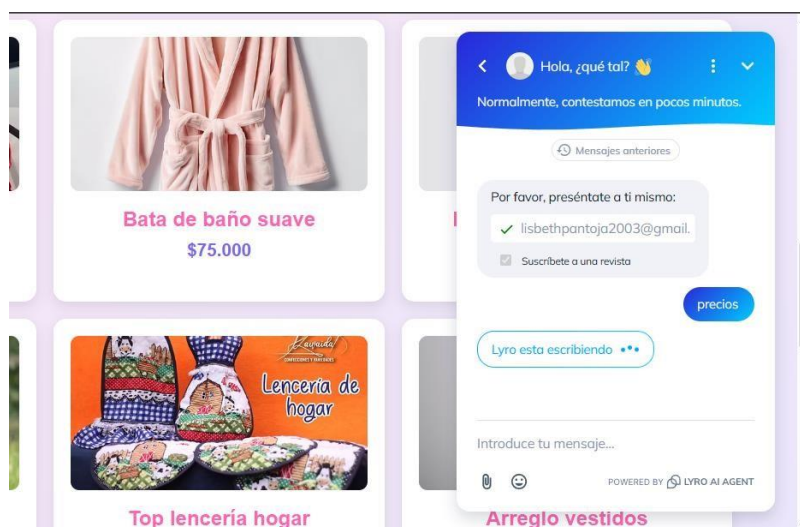 Bata de baño suave
$75.000
Lencería de
hogar
Top lencería hogar
Arreglo vestidos
Hola, ¿qué tal? 👋
Normalmente, contestamos en pocos minutos.
Mensajes anteriores
Por favor, preséntate a ti mismo:
lisbethpantoja2003@gmail.
Suscríbete a una revista
precios
Lyro esta escribiendo
Introduce tu mensaje...
POWERED BY LYRO AI AGENT